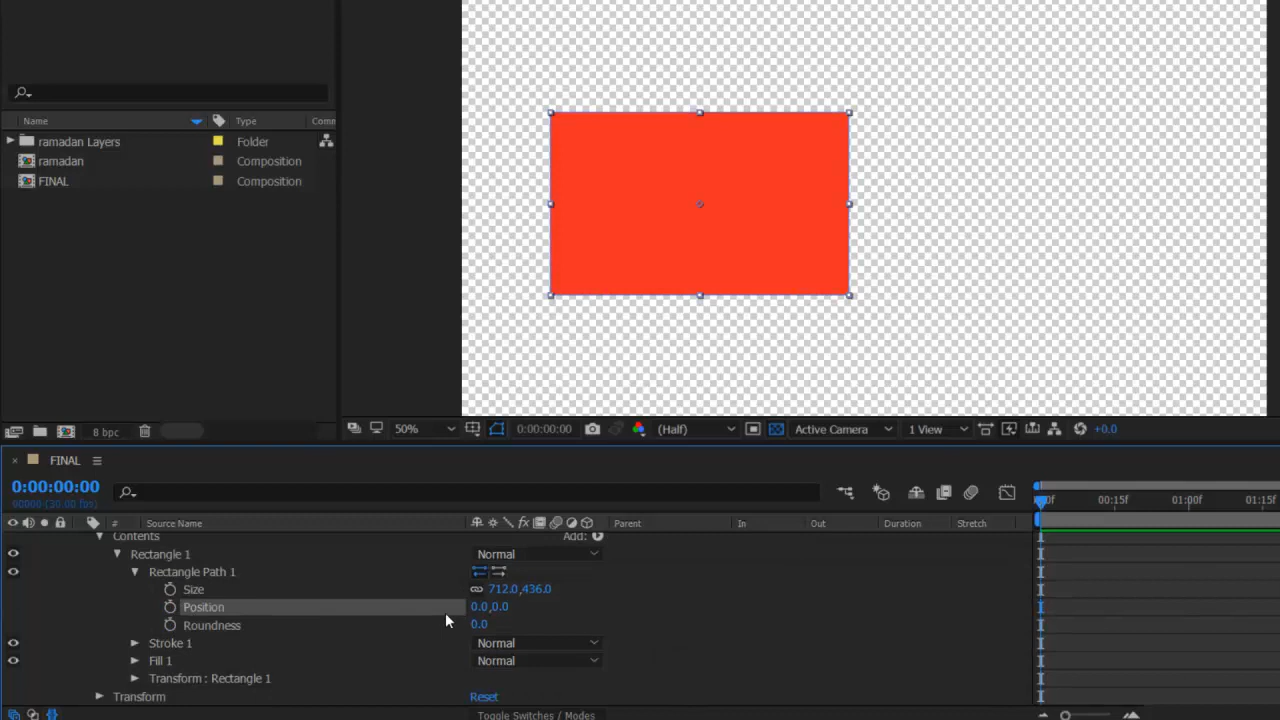 Name Type Comm
ramadan Layers Folder
ramadan Composition
FINAL Composition
8 bpc
50% 0:00:00:00 (Half) Active Camera 1 View +0.0
FINAL
0:00:00:00
00000 (30.00 fps)
# Source Name Parent In Out Duration Stretch
00f 00:15f 01:00f 01:15f
Contents Add:
Rectangle 1 Normal
Rectangle Path 1
Size 712.0,436.0
Position 0.0,0.0
Roundness 0.0
Stroke 1 Normal
Fill 1 Normal
Transform : Rectangle 1
Transform Reset
Toggle Switches / Modes